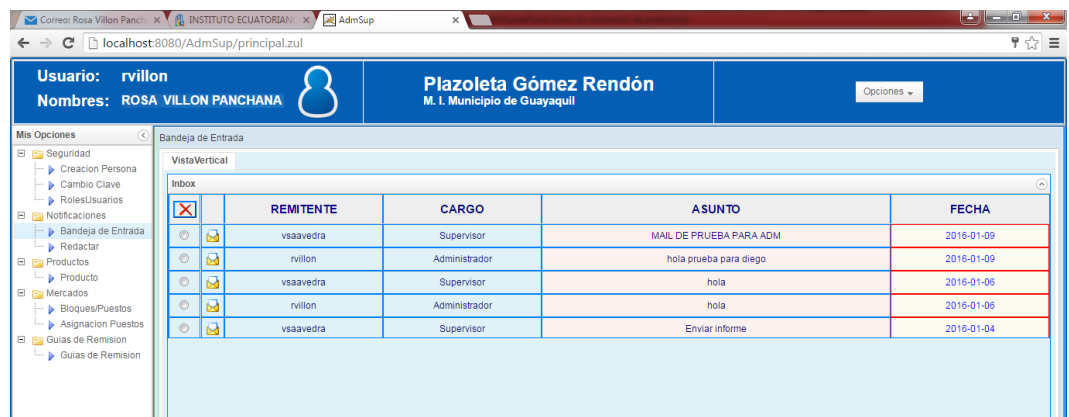 Correo: Rosa Villon Panch
INSTITUTO ECUATORIANO
AdmSup
localhost:8080/AdmSup/principal.zul
Usuario: rvillon
Nombres: ROSA VILLON PANCHANA
Plazoleta Gómez Rendón
M. I. Municipio de Guayaquil
Opciones
Mis Opciones
Seguridad
Creacion Persona
Cambio Clave
RolesUsuarios
Notificaciones
Bandeja de Entrada
Redactar
Productos
Producto
Mercados
Bloques/Puestos
Asignacion Puestos
Guias de Remision
Guias de Remision
Bandeja de Entrada
VistaVertical
Inbox
REMITENTE CARGO ASUNTO FECHA
vsaavedra Supervisor MAIL DE PRUEBA PARA ADM 2016-01-09
rvillon Administrador hola prueba para diego 2016-01-09
vsaavedra Supervisor hola 2016-01-06
rvillon Administrador hola 2016-01-06
vsaavedra Supervisor Enviar informe 2016-01-04